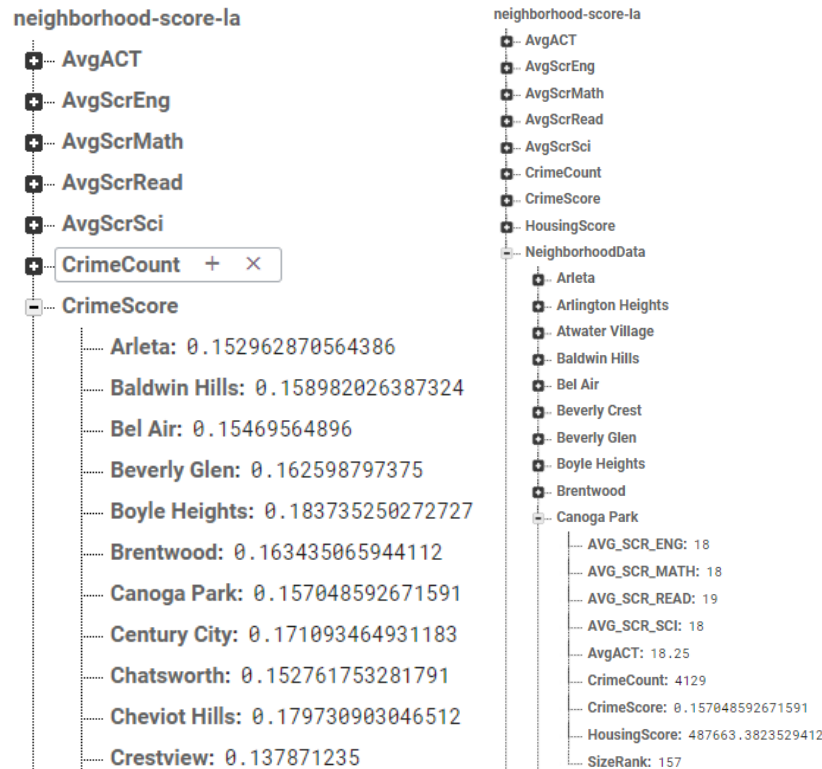 neighborhood-score-la
AvgACT
AvgScrEng
AvgScrMath
AvgScrRead
AvgScrSci
CrimeCount + ×
CrimeScore
Arleta: 0.152962870564386
Baldwin Hills: 0.158982026387324
Bel Air: 0.15469564896
Beverly Glen: 0.162598797375
Boyle Heights: 0.183735250272727
Brentwood: 0.163435065944112
Canoga Park: 0.157048592671591
Century City: 0.171093464931183
Chatsworth: 0.152761753281791
Cheviot Hills: 0.179730903046512
Crestview: 0.137871235
neighborhood-score-la
AvgACT
AvgScrEng
AvgScrMath
AvgScrRead
AvgScrSci
CrimeCount
CrimeScore
HousingScore
NeighborhoodData
Arleta
Arlington Heights
Atwater Village
Baldwin Hills
Bel Air
Beverly Crest
Beverly Glen
Boyle Heights
Brentwood
Canoga Park
AVG_SCR_ENG: 18
AVG_SCR_MATH: 18
AVG_SCR_READ: 19
AVG_SCR_SCI: 18
AvgACT: 18.25
CrimeCount: 4129
CrimeScore: 0.157048592671591
HousingScore: 487663.3823529412
SizeRank: 157